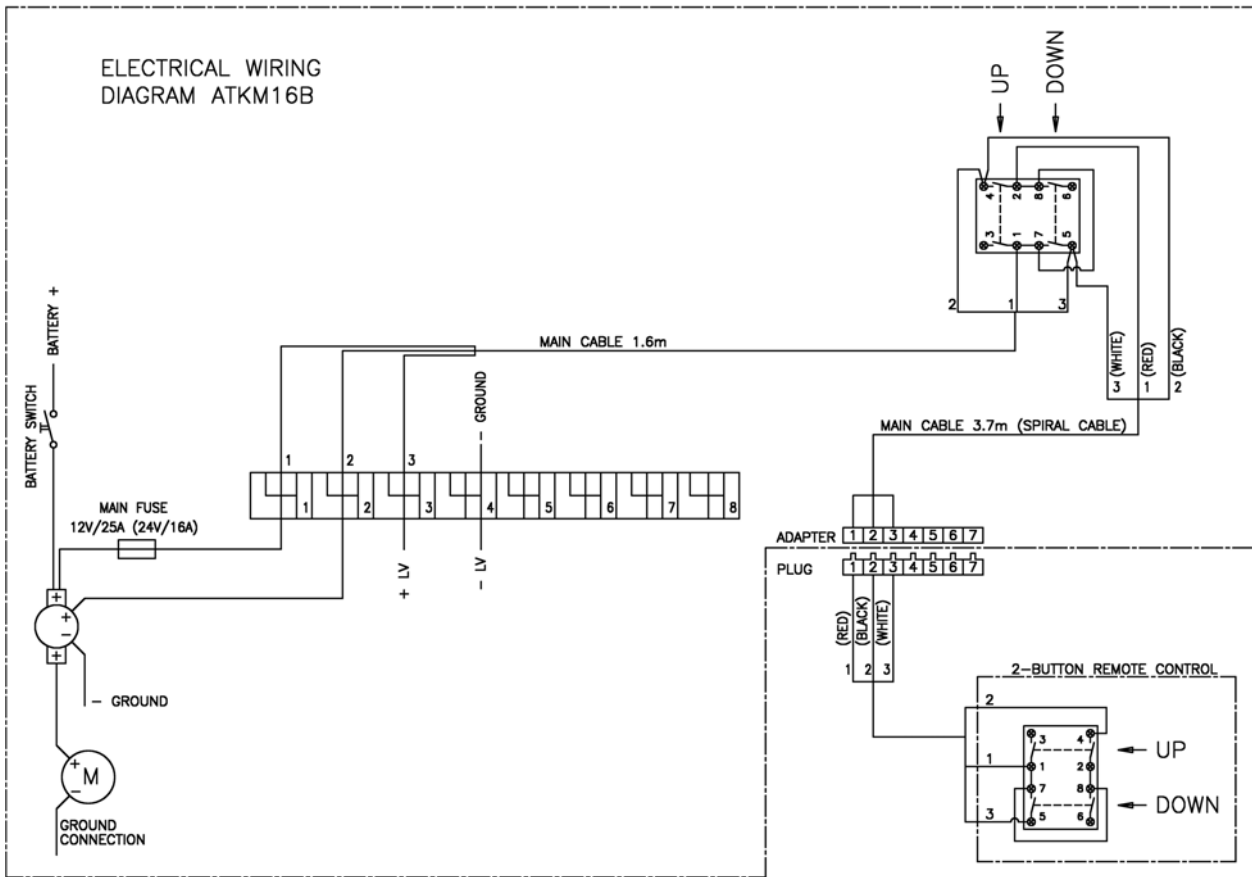 ELECTRICAL WIRING
DIAGRAM ATKM16B
UP
DOWN
4 2 8 6
3 1 7 5
2 1 3
(WHITE)
(RED)
(BLACK)
3 1 2
MAIN CABLE 1.6m
MAIN CABLE 3.7m (SPIRAL CABLE)
BATTERY +
BATTERY SWITCH
MAIN FUSE
12V/25A (24V/16A)
1 2 3
- GROUND
1 2 3 4 5 6 7 8
+ LV
- LV
+
+
-
+
- GROUND
+
M
-
GROUND
CONNECTION
ADAPTER 1 2 3 4 5 6 7
PLUG 1 2 3 4 5 6 7
(RED)
(BLACK)
(WHITE)
1 2 3
2-BUTTON REMOTE CONTROL
2
3 4
UP
1
1 2
7 8
DOWN
3
5 6